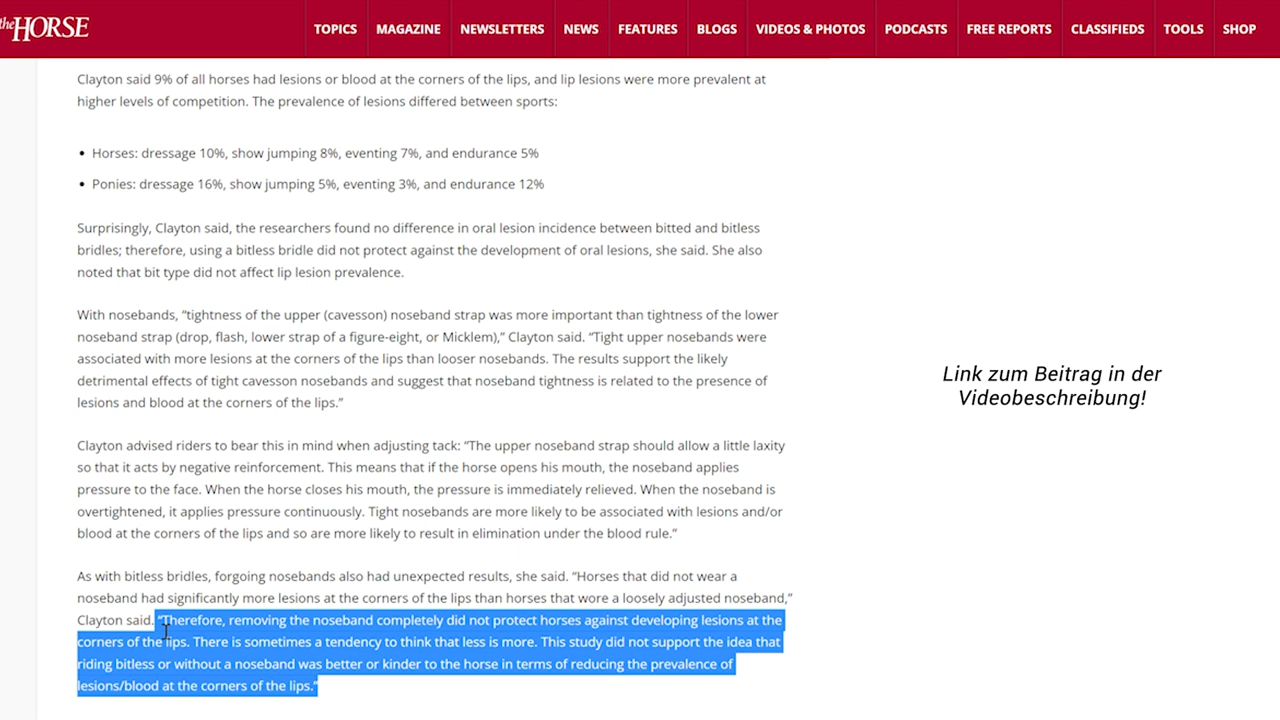 the HORSE
TOPICS MAGAZINE NEWSLETTERS NEWS FEATURES BLOGS VIDEOS & PHOTOS PODCASTS FREE REPORTS CLASSIFIEDS TOOLS SHOP
Clayton said 9% of all horses had lesions or blood at the corners of the lips, and lip lesions were more prevalent at
higher levels of competition. The prevalence of lesions differed between sports:
• Horses: dressage 10%, show jumping 8%, eventing 7%, and endurance 5%
• Ponies: dressage 16%, show jumping 5%, eventing 3%, and endurance 12%
Surprisingly, Clayton said, the researchers found no difference in oral lesion incidence between bitted and bitless
bridles; therefore, using a bitless bridle did not protect against the development of oral lesions, she said. She also
noted that bit type did not affect lip lesion prevalence.
With nosebands, “tightness of the upper (cavesson) noseband strap was more important than tightness of the lower
noseband strap (drop, flash, lower strap of a figure-eight, or Micklem),” Clayton said. “Tight upper nosebands were
associated with more lesions at the corners of the lips than looser nosebands. The results support the likely
detrimental effects of tight cavesson nosebands and suggest that noseband tightness is related to the presence of
lesions and blood at the corners of the lips.”
Clayton advised riders to bear this in mind when adjusting tack: “The upper noseband strap should allow a little laxity
so that it acts by negative reinforcement. This means that if the horse opens his mouth, the noseband applies
pressure to the face. When the horse closes his mouth, the pressure is immediately relieved. When the noseband is
overtightened, it applies pressure continuously. Tight nosebands are more likely to be associated with lesions and/or
blood at the corners of the lips and so are more likely to result in elimination under the blood rule.”
As with bitless bridles, forgoing nosebands also had unexpected results, she said. “Horses that did not wear a
noseband had significantly more lesions at the corners of the lips than horses that wore a loosely adjusted noseband,”
Clayton said. “Therefore, removing the noseband completely did not protect horses against developing lesions at the
corners of the lips. There is sometimes a tendency to think that less is more. This study did not support the idea that
riding bitless or without a noseband was better or kinder to the horse in terms of reducing the prevalence of
lesions/blood at the corners of the lips.”
Link zum Beitrag in der
Videobeschreibung!